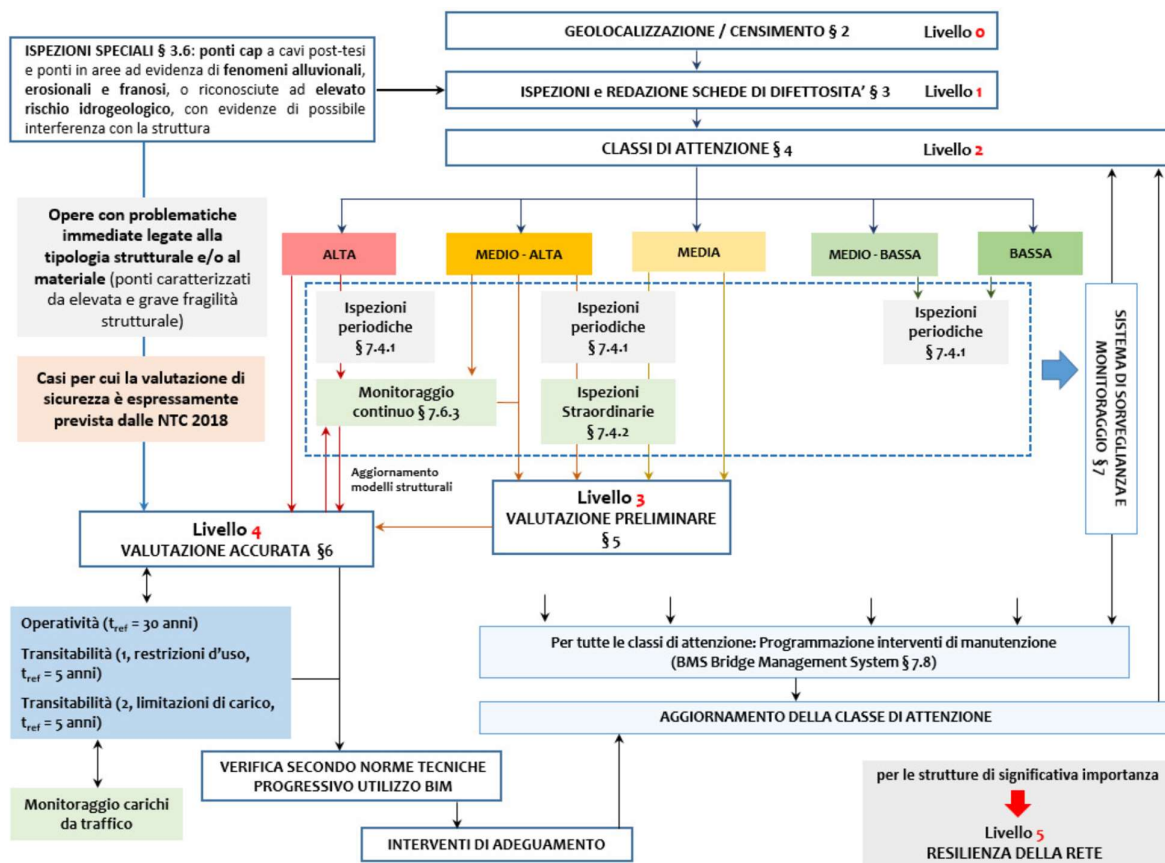 GEOLOCALIZZAZIONE / CENSIMENTO § 2 Livello 0
ISPEZIONI SPECIALI § 3.6: ponti cap a cavi post-tesi
e ponti in aree ad evidenza di fenomeni alluvionali,
erosionali e franosi, o riconosciute ad elevato
rischio idrogeologico, con evidenze di possibile
interferenza con la struttura
ISPEZIONI e REDAZIONE SCHEDE DI DIFETTOSITA’ § 3 Livello 1
CLASSI DI ATTENZIONE § 4 Livello 2
Opere con problematiche
immediate legate alla
tipologia strutturale e/o al
materiale (ponti caratterizzati
da elevata e grave fragilità
strutturale)
Casi per cui la valutazione di
sicurezza è espressamente
prevista dalle NTC 2018
ALTA
MEDIO - ALTA
MEDIA
MEDIO - BASSA
BASSA
Ispezioni
periodiche
§ 7.4.1
Monitoraggio
continuo § 7.6.3
Ispezioni
periodiche
§ 7.4.1
Ispezioni
Straordinarie
§ 7.4.2
Ispezioni
periodiche
§ 7.4.1
SISTEMA DI SORVEGLIANZA E
MONITORAGGIO §7
Aggiornamento
modelli strutturali
Livello 3
VALUTAZIONE PRELIMINARE
§ 5
Livello 4
VALUTAZIONE ACCURATA §6
Operatività (tref = 30 anni)
Transitabilità (1, restrizioni d’uso,
tref = 5 anni)
Transitabilità (2, limitazioni di carico,
tref = 5 anni)
Monitoraggio carichi
da traffico
Per tutte le classi di attenzione: Programmazione interventi di manutenzione
(BMS Bridge Management System § 7.8)
AGGIORNAMENTO DELLA CLASSE DI ATTENZIONE
VERIFICA SECONDO NORME TECNICHE
PROGRESSIVO UTILIZZO BIM
INTERVENTI DI ADEGUAMENTO
per le strutture di significativa importanza
Livello 5
RESILIENZA DELLA RETE